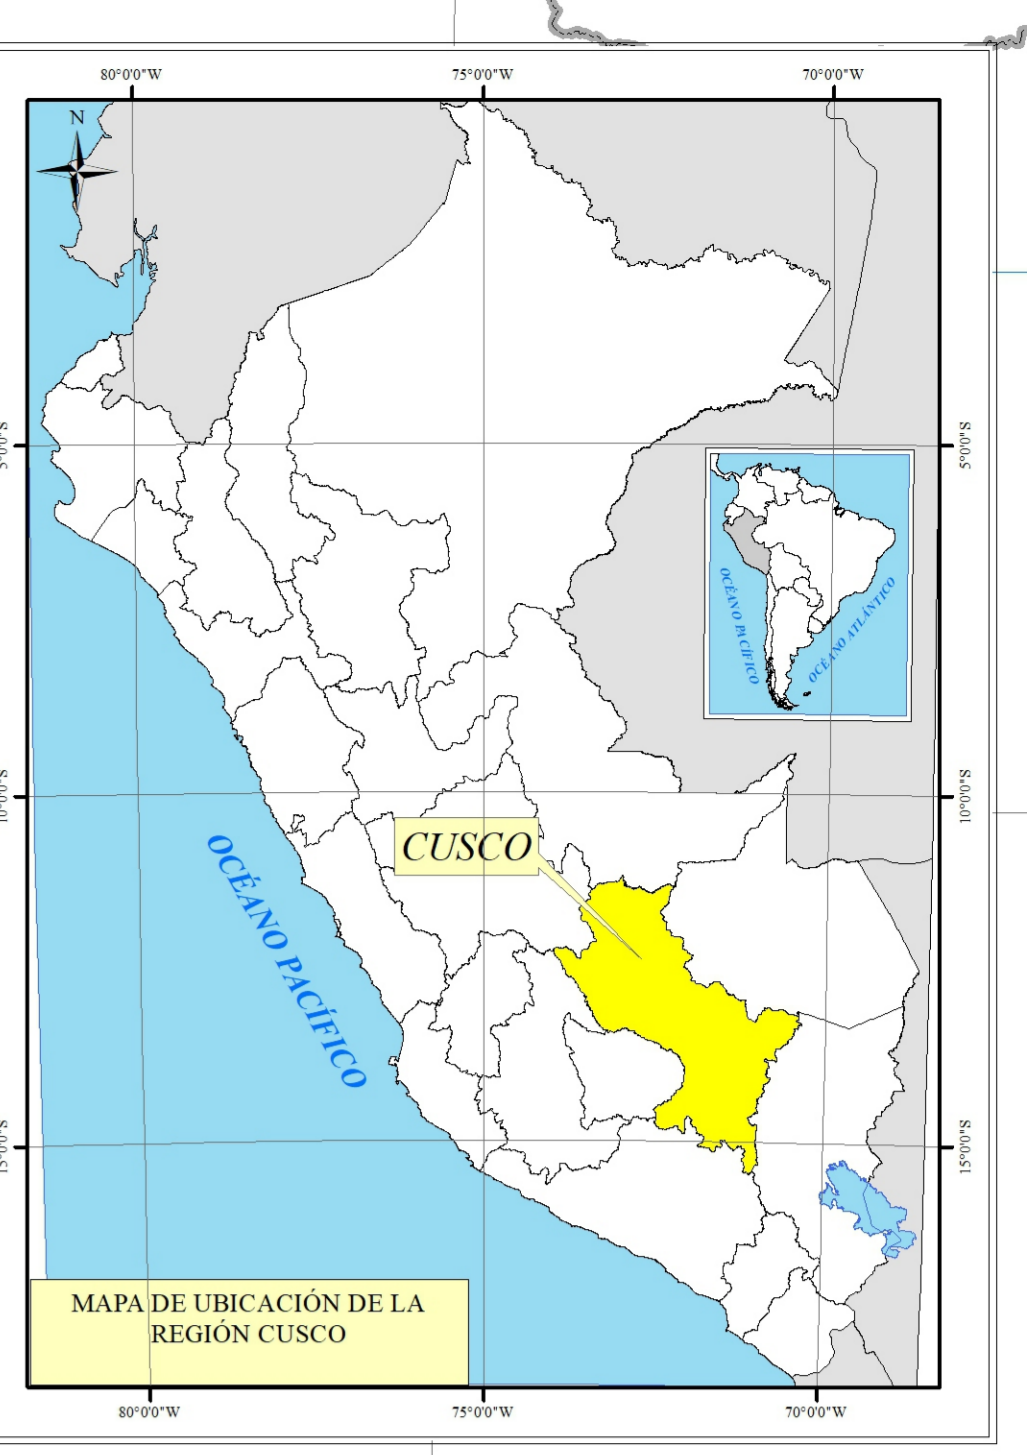 80°0'0"W
75°0'0"W
70°0'0"W
N
5°0'0"S
5°0'0"S
OCÉANO PACÍFICO
OCÉANO ATLÁNTICO
10°0'0"S
10°0'0"S
CUSCO
OCÉANO PACÍFICO
15°0'0"S
15°0'0"S
MAPA DE UBICACIÓN DE LA
REGIÓN CUSCO
80°0'0"W
75°0'0"W
70°0'0"W